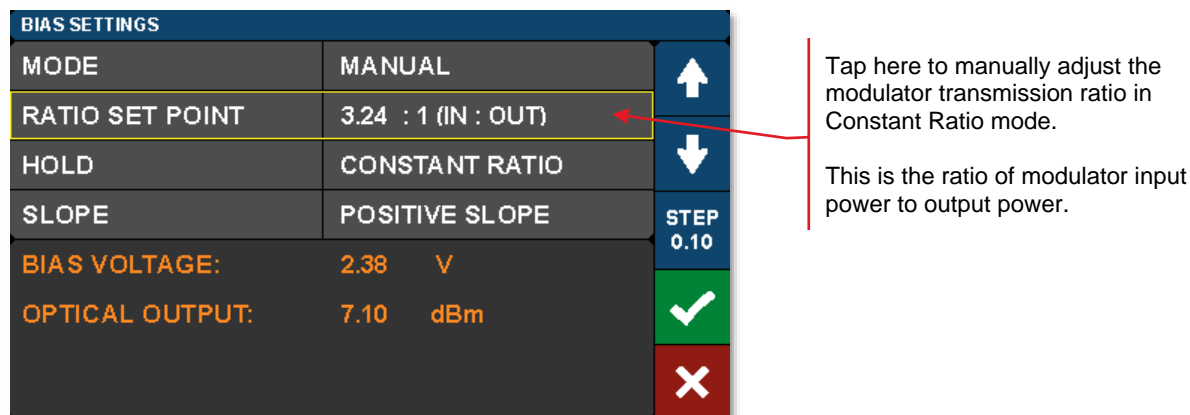 BIAS SETTINGS
MODE MANUAL
RATIO SET POINT 3.24 : 1 (IN : OUT)
HOLD CONSTANT RATIO
SLOPE POSITIVE SLOPE
STEP
0.10
BIAS VOLTAGE: 2.38 V
OPTICAL OUTPUT: 7.10 dBm
Tap here to manually adjust the
modulator transmission ratio in
Constant Ratio mode.
This is the ratio of modulator input
power to output power.